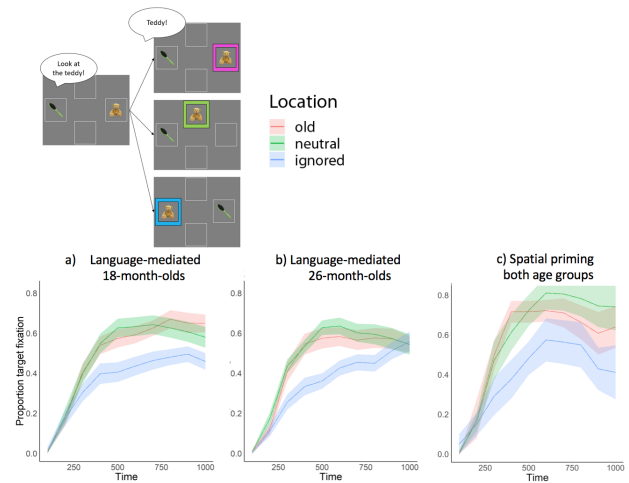 Teddy!
Look at
the teddy!
Location
old
neutral
ignored
a) Language-mediated
18-month-olds
b) Language-mediated
26-month-olds
c) Spatial priming
both age groups
Proportion target fixation
0.8
0.6
0.4
0.2
0.0
250
500
750
1000
Time
0.8
0.6
0.4
0.2
0.0
250
500
750
1000
Time
0.8
0.6
0.4
0.2
0.0
250
500
750
1000
Time